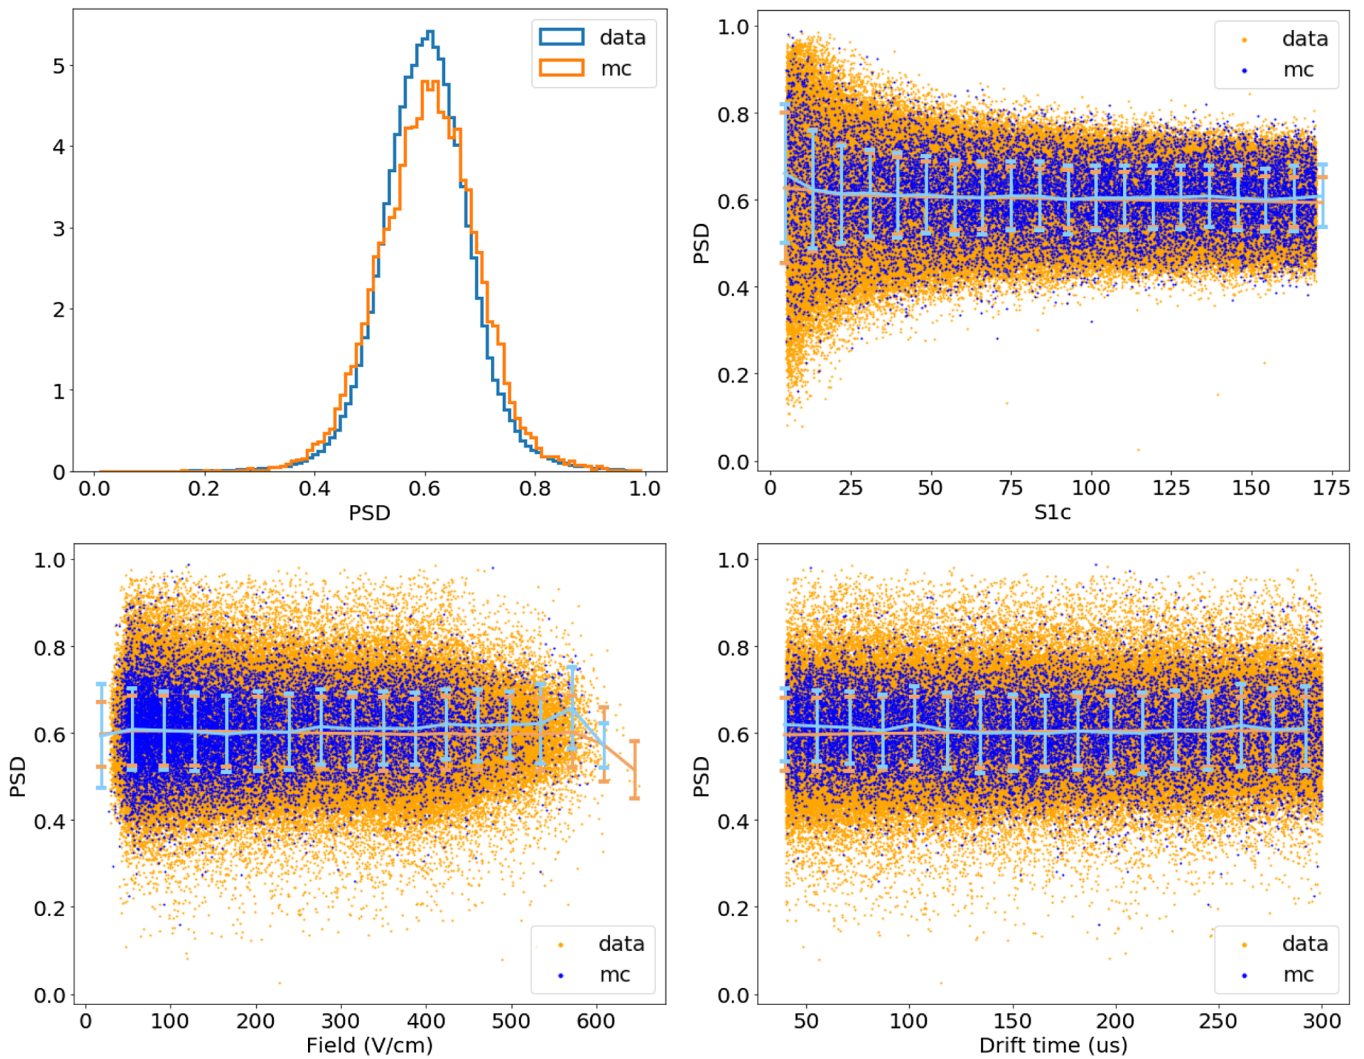 data
mc
5
4
3
2
1
0
0.0 0.2 0.4 0.6 0.8 1.0
PSD
data
mc
1.0
0.8
0.6
0.4
0.2
0.0
PSD
0 25 50 75 100 125 150 175
S1c
1.0
0.8
0.6
0.4
0.2
0.0
PSD
data
mc
0 100 200 300 400 500 600
Field (V/cm)
1.0
0.8
0.6
0.4
0.2
0.0
PSD
data
mc
50 100 150 200 250 300
Drift time (us)